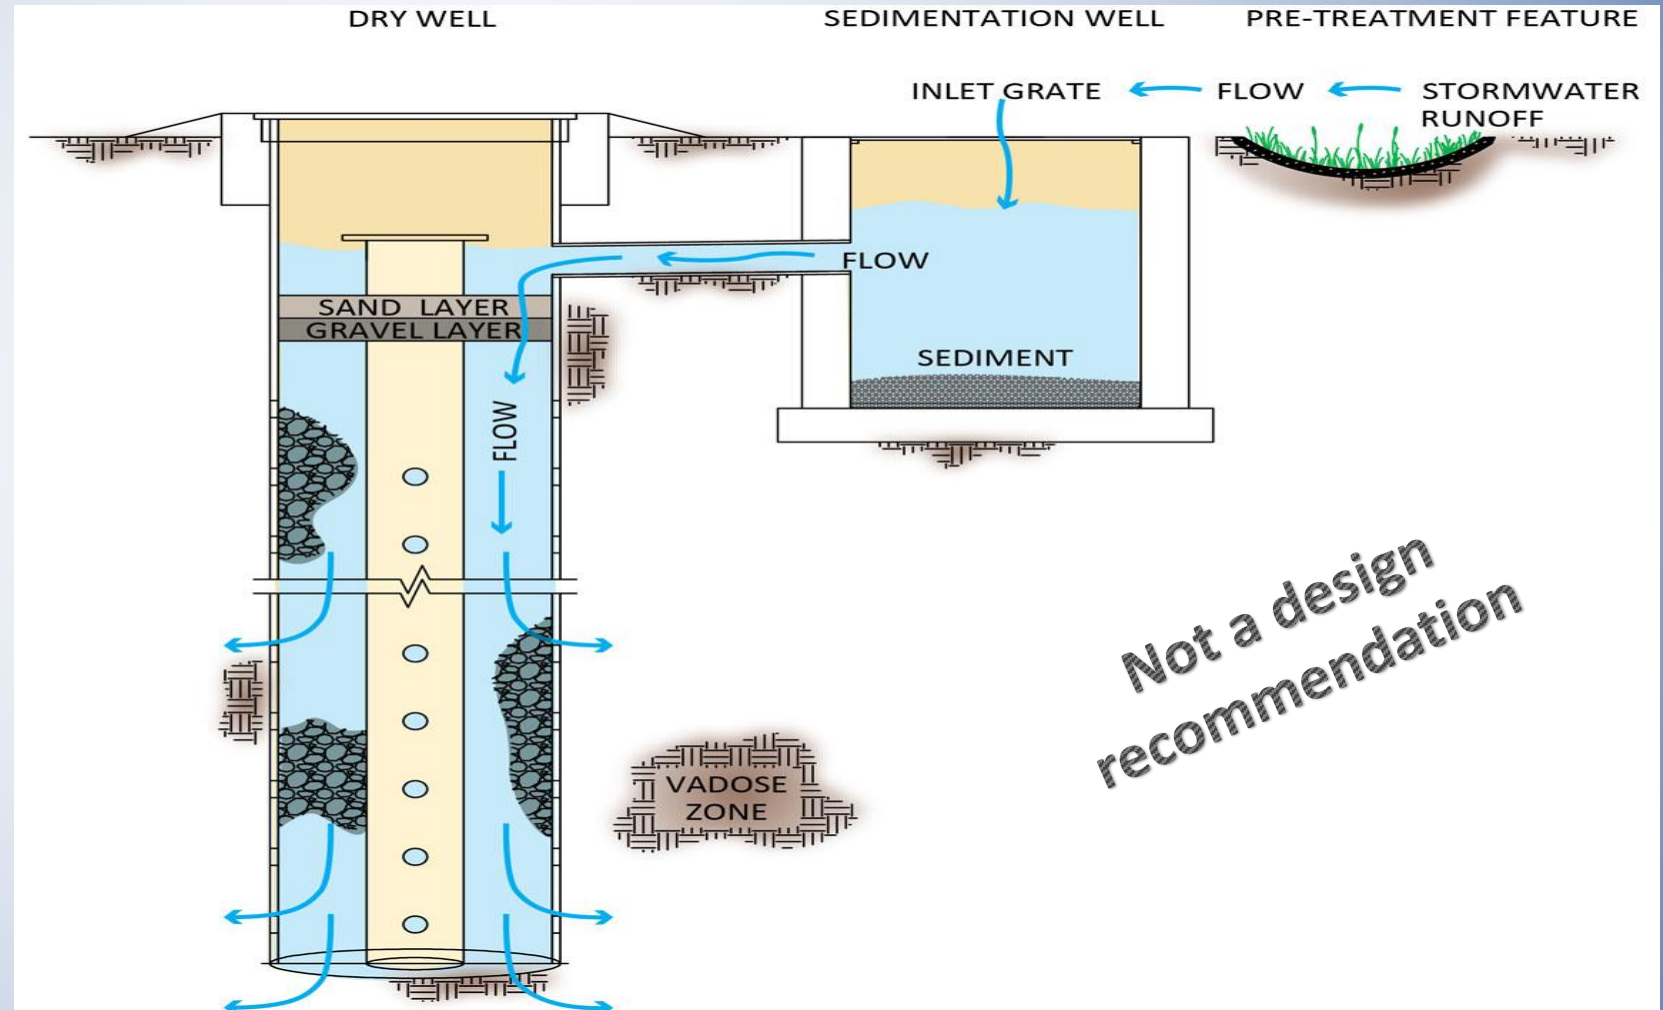 DRY WELL
SEDIMENTATION WELL
PRE-TREATMENT FEATURE
INLET GRATE
FLOW
STORMWATER
RUNOFF
FLOW
SAND LAYER
GRAVEL LAYER
SEDIMENT
FLOW
VADOSE
ZONE
Not a design
recommendation